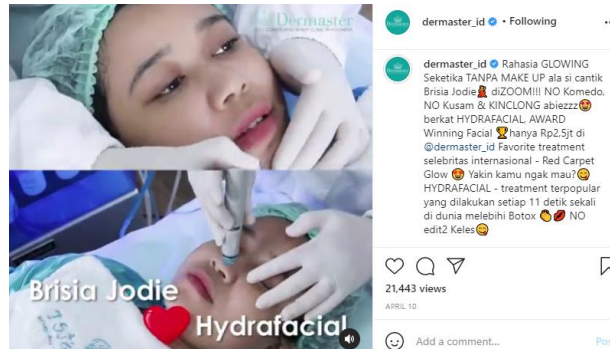 Dermaster
Brisia Jodie
Hydrafacial
dermaster_id • Following
dermaster_id Rahasia GLOWING
Seketika TANPA MAKE UP ala si cantik
Brisia Jodie💃 diZOOM!!! NO Komedo,
NO Kusam & KINCLONG abiezzz😍
berkat HYDRAFACIAL, AWARD
Winning Facial 🏆hanya Rp2.5jt di
@dermaster_id Favorite treatment
selebritas internasional - Red Carpet
Glow 😍 Yakin kamu ngak mau?😋
HYDRAFACIAL - treatment terpopular
yang dilakukan setiap 11 detik sekali
di dunia melebihi Botox 👏💋 NO
edit2 Keles😋
21,443 views
APRIL 10
Add a comment...